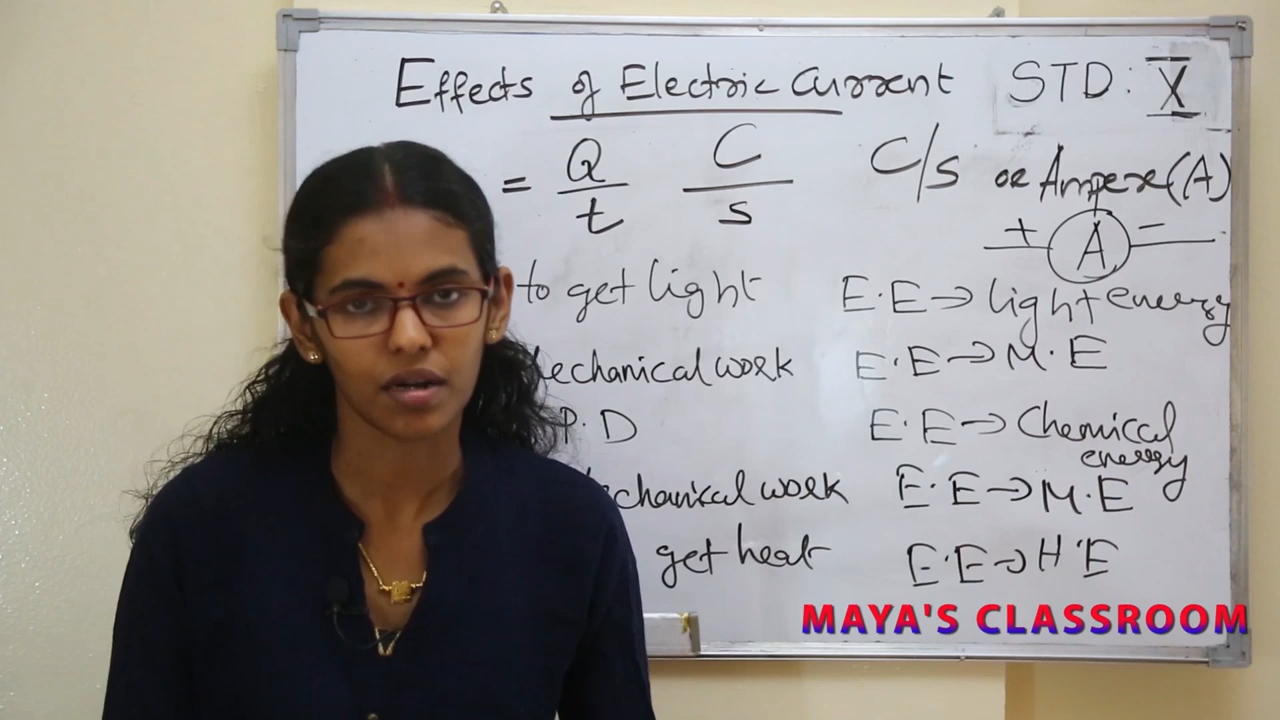 Effects of Electric Current STD: X
= Q/t C/s C/s or Ampere (A)
+ A -
to get light E.E → light energy
Mechanical work E.E → M.E
P.D E.E → Chemical energy
mechanical work E.E → M.E
get heat E.E → H.E
MAYA'S CLASSROOM